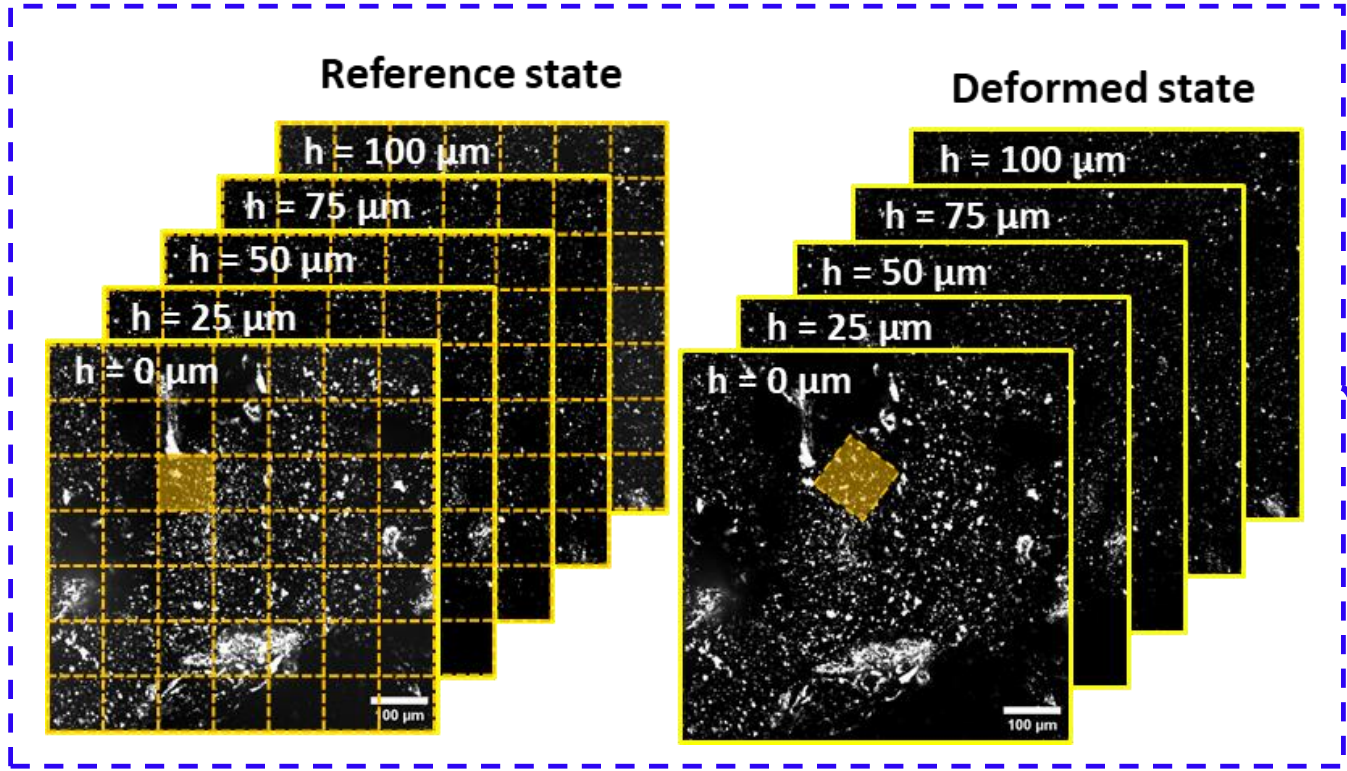 Reference state
h = 100 µm
h = 75 µm
h = 50 µm
h = 25 µm
h = 0 µm
00 µm
Deformed state
h = 100 µm
h = 75 µm
h = 50 µm
h = 25 µm
h = 0 µm
100 µm